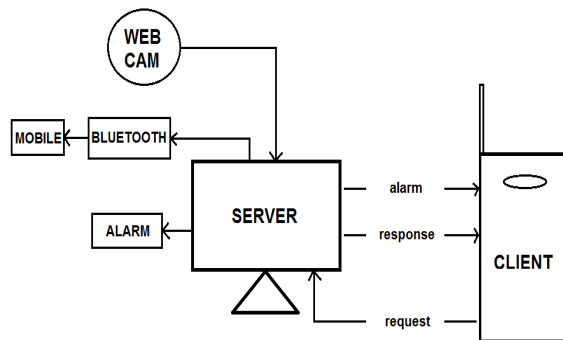 WEB
CAM
MOBILE
BLUETOOTH
SERVER
ALARM
alarm
response
CLIENT
request